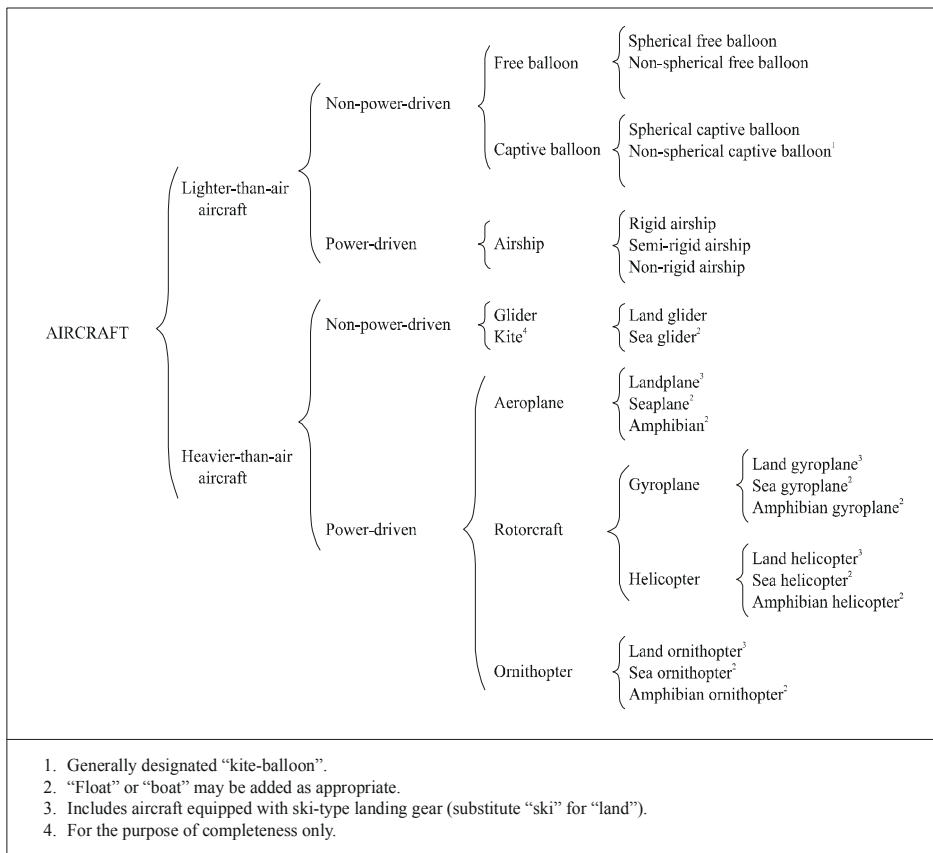 AIRCRAFT
Lighter-than-air
aircraft
Non-power-driven
Free balloon
Spherical free balloon
Non-spherical free balloon
Captive balloon
Spherical captive balloon
Non-spherical captive balloon¹
Power-driven
Airship
Rigid airship
Semi-rigid airship
Non-rigid airship
Heavier-than-air
aircraft
Non-power-driven
Glider
Kite⁴
Land glider
Sea glider²
Power-driven
Aeroplane
Landplane³
Seaplane²
Amphibian²
Rotorcraft
Gyroplane
Land gyroplane³
Sea gyroplane²
Amphibian gyroplane²
Helicopter
Land helicopter³
Sea helicopter²
Amphibian helicopter²
Ornithopter
Land ornithopter³
Sea ornithopter²
Amphibian ornithopter²
1. Generally designated “kite-balloon”.
2. “Float” or “boat” may be added as appropriate.
3. Includes aircraft equipped with ski-type landing gear (substitute “ski” for “land”).
4. For the purpose of completeness only.